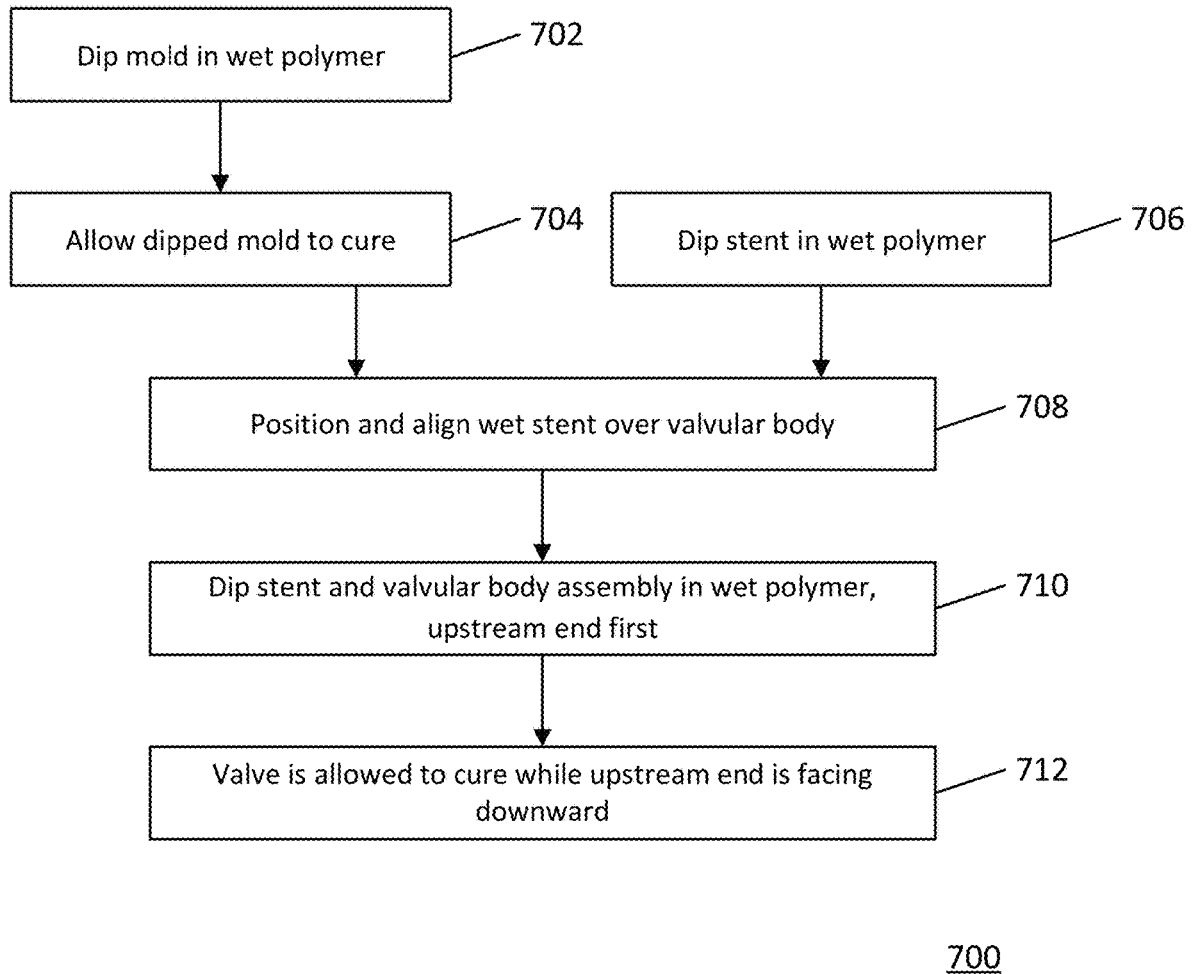 Dip mold in wet polymer
702
Allow dipped mold to cure
704
Dip stent in wet polymer
706
Position and align wet stent over valvular body
708
Dip stent and valvular body assembly in wet polymer,
upstream end first
710
Valve is allowed to cure while upstream end is facing
downward
712
700